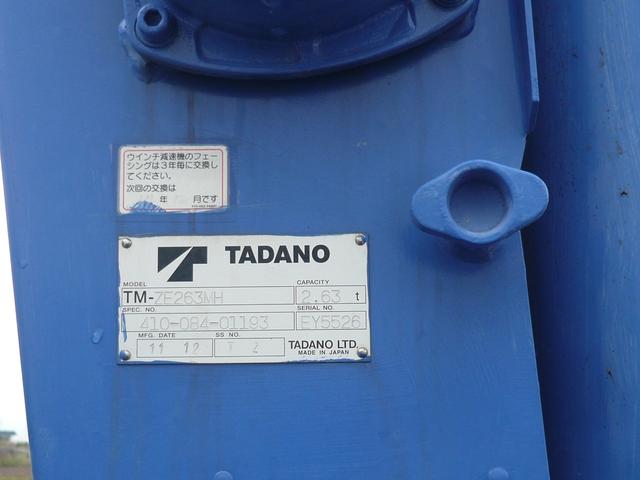 ウインチ減速機のフェー
シングは3年毎に交換し
てください。
次回の交換は
年 月です
TADANO
MODEL CAPACITY
TM-ZE263MH 2.63 t
SPEC. NO. SERIAL NO.
410-084-01193 EY5526
MFG. DATE SS NO.
11 12 T 2
TADANO LTD.
MADE IN JAPAN